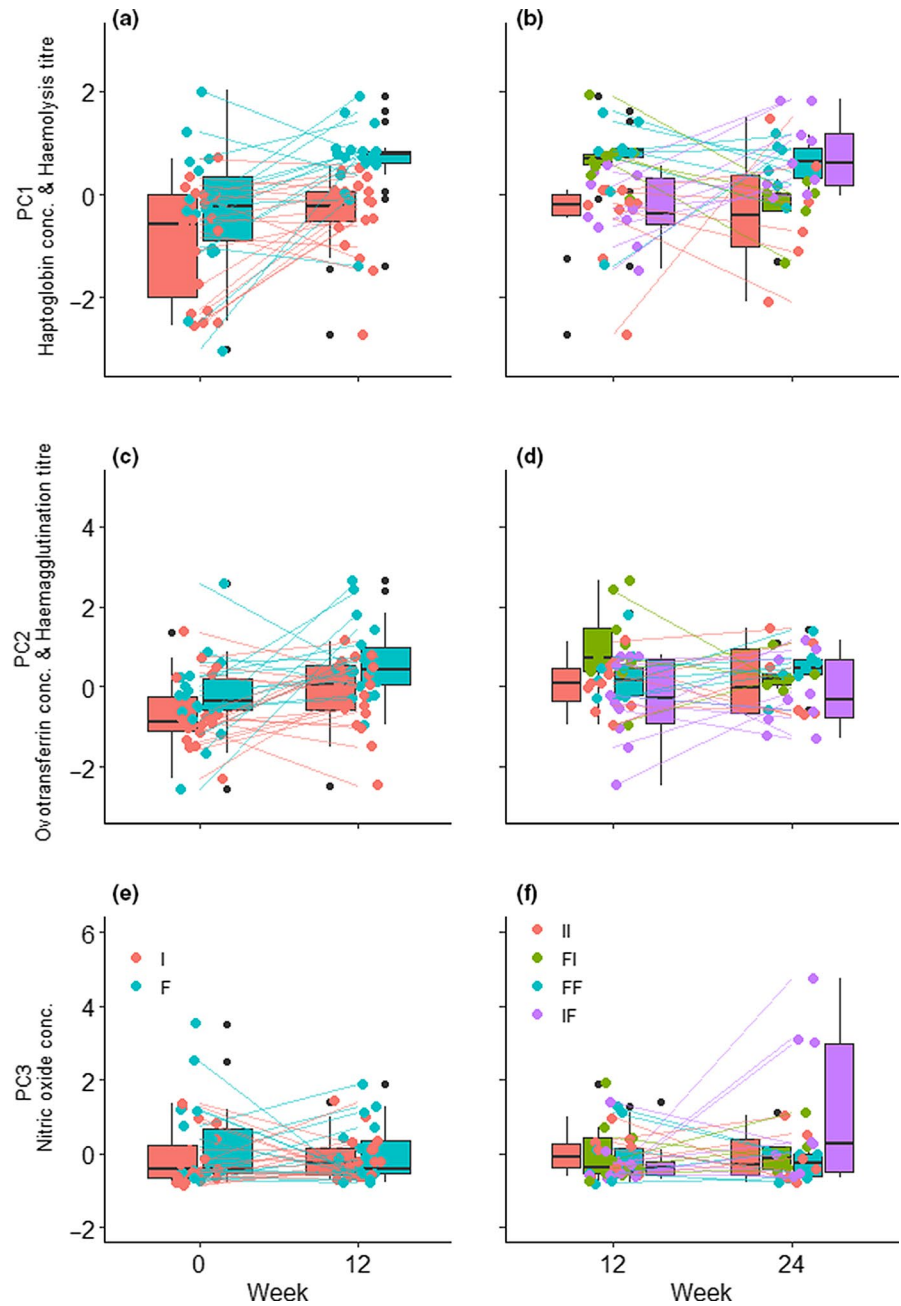 (a)
(b)
PC1
Haptoglobin conc. & Haemolysis titre
2
0
−2
(c)
(d)
PC2
Ovotransferrin conc. & Haemagglutination titre
4
2
0
−2
(e)
(f)
PC3
Nitric oxide conc.
6
4
2
0
−2
I
F
II
FI
FF
IF
0
12
12
24
Week
Week